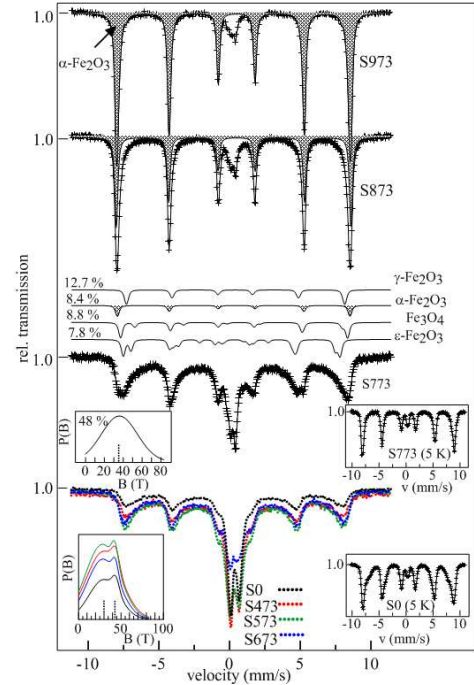 1.0
α-Fe2O3
S973
1.0
S873
rel. transmission
γ-Fe2O3
12.7 %
α-Fe2O3
8.4 %
Fe3O4
8.8 %
ε-Fe2O3
7.8 %
1.0
S773
48 %
P(B)
0 20 40 60 80
B (T)
1.0
S773 (5 K)
-10 -5 0 5 10
v (mm/s)
1.0
P(B)
0 50 100
B (T)
S0
S473
S573
S673
1.0
S0 (5 K)
-10 -5 0 5 10
v (mm/s)
-10 -5 0 5 10
velocity (mm/s)